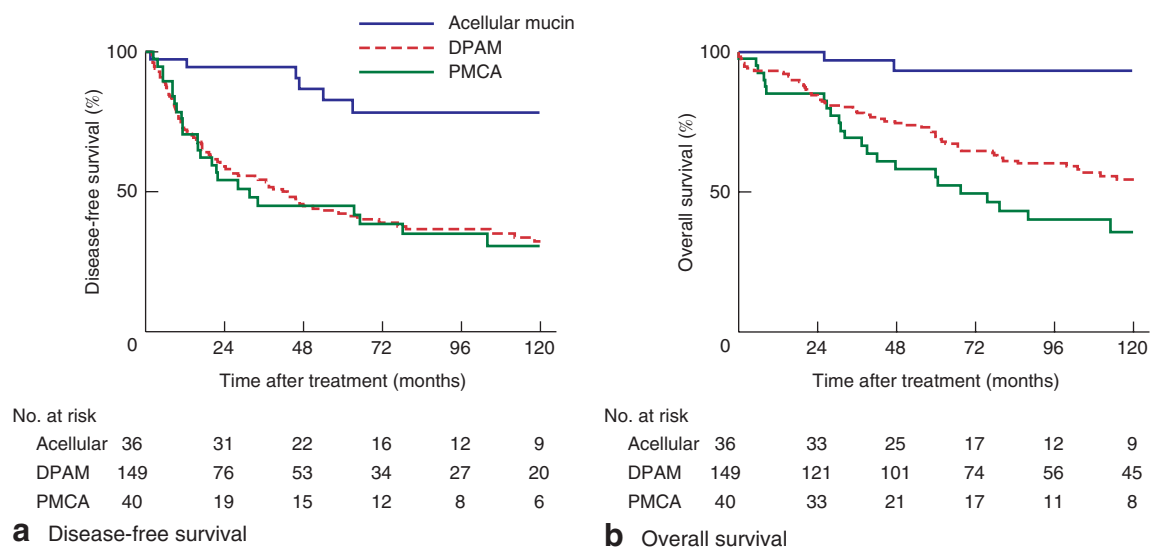 Acellular mucin
DPAM
PMCA
100
50
0
Disease-free survival (%)
24 48 72 96 120
Time after treatment (months)
No. at risk
Acellular 36 31 22 16 12 9
DPAM 149 76 53 34 27 20
PMCA 40 19 15 12 8 6
a Disease-free survival
100
50
0
Overall survival (%)
24 48 72 96 120
Time after treatment (months)
No. at risk
Acellular 36 33 25 17 12 9
DPAM 149 121 101 74 56 45
PMCA 40 33 21 17 11 8
b Overall survival